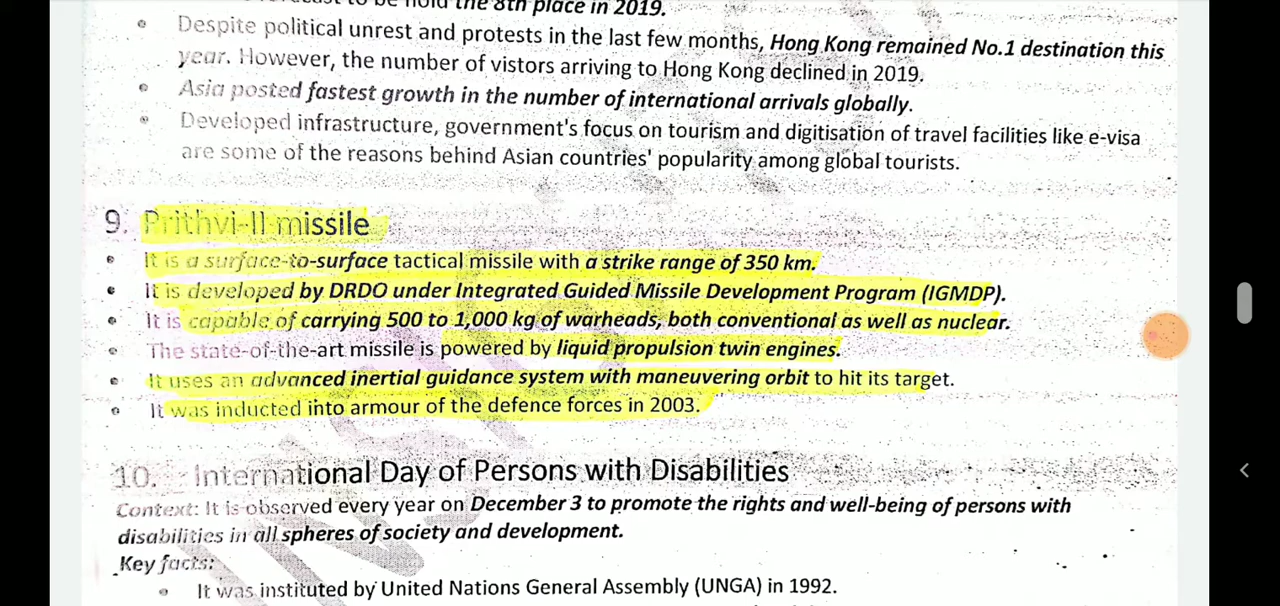 the 8th place in 2019.
• Despite political unrest and protests in the last few months, Hong Kong remained No.1 destination this
year. However, the number of vistors arriving to Hong Kong declined in 2019.
• Asia posted fastest growth in the number of international arrivals globally.
• Developed infrastructure, government's focus on tourism and digitisation of travel facilities like e-visa
are some of the reasons behind Asian countries' popularity among global tourists.
9. Prithvi-II missile
• It is a surface-to-surface tactical missile with a strike range of 350 km.
• It is developed by DRDO under Integrated Guided Missile Development Program (IGMDP).
• It is capable of carrying 500 to 1,000 kg of warheads, both conventional as well as nuclear.
• The state-of-the-art missile is powered by liquid propulsion twin engines.
• It uses an advanced inertial guidance system with maneuvering orbit to hit its target.
• It was inducted into armour of the defence forces in 2003.
10. International Day of Persons with Disabilities
Context: It is observed every year on December 3 to promote the rights and well-being of persons with
disabilities in all spheres of society and development.
Key facts:
• It was instituted by United Nations General Assembly (UNGA) in 1992.